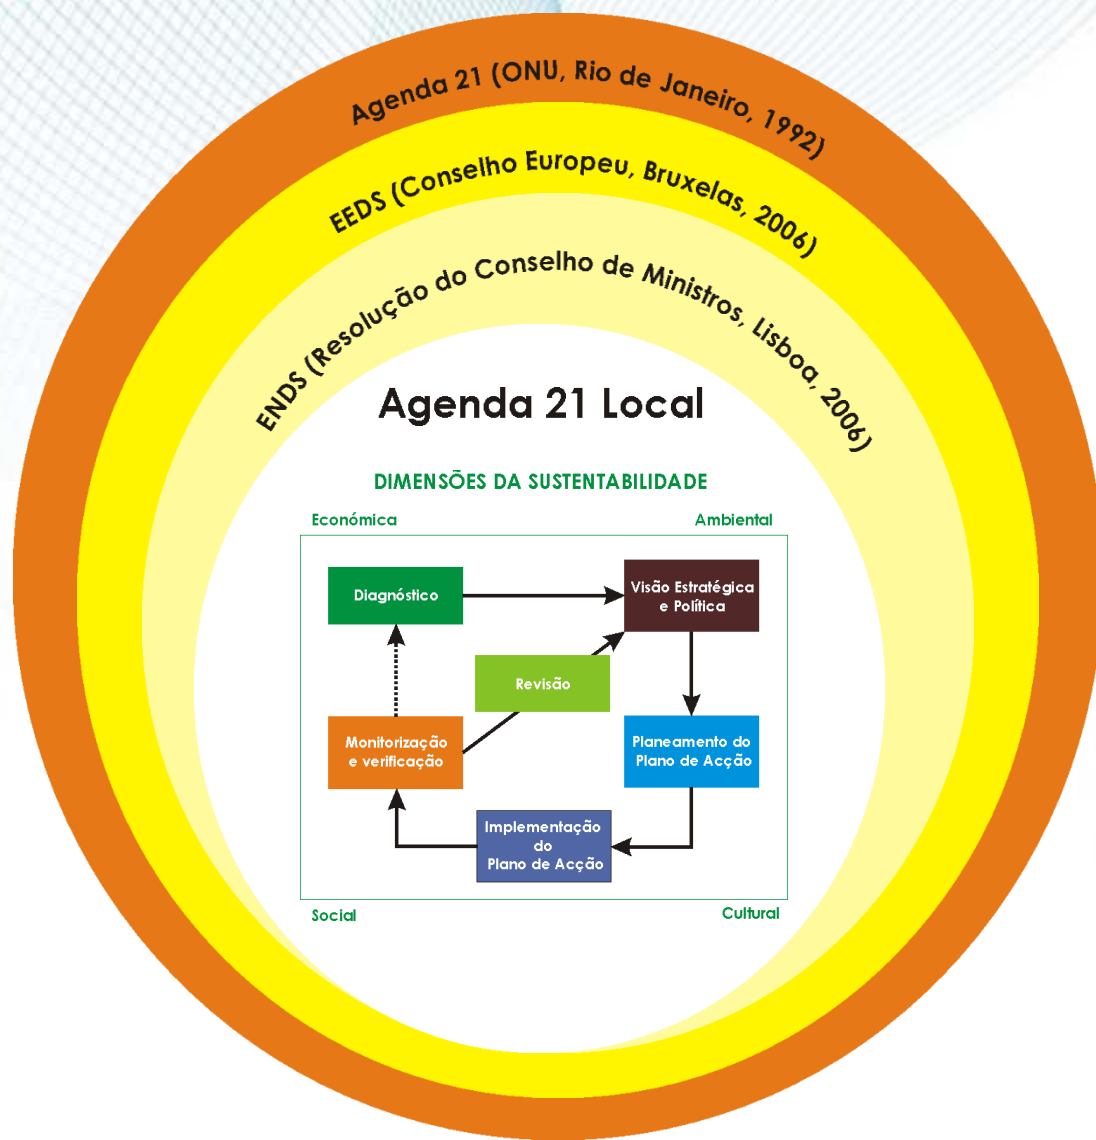 Agenda 21 (ONU, Rio de Janeiro, 1992)
EEDS (Conselho Europeu, Bruxelas, 2006)
ENDS (Resolução do Conselho de Ministros, Lisboa, 2006)
Agenda 21 Local
DIMENSÕES DA SUSTENTABILIDADE
Económica
Ambiental
Diagnóstico
Visão Estratégica
e Política
Revisão
Monitorização
e verificação
Planeamento do
Plano de Acção
Implementação
do
Plano de Acção
Social
Cultural